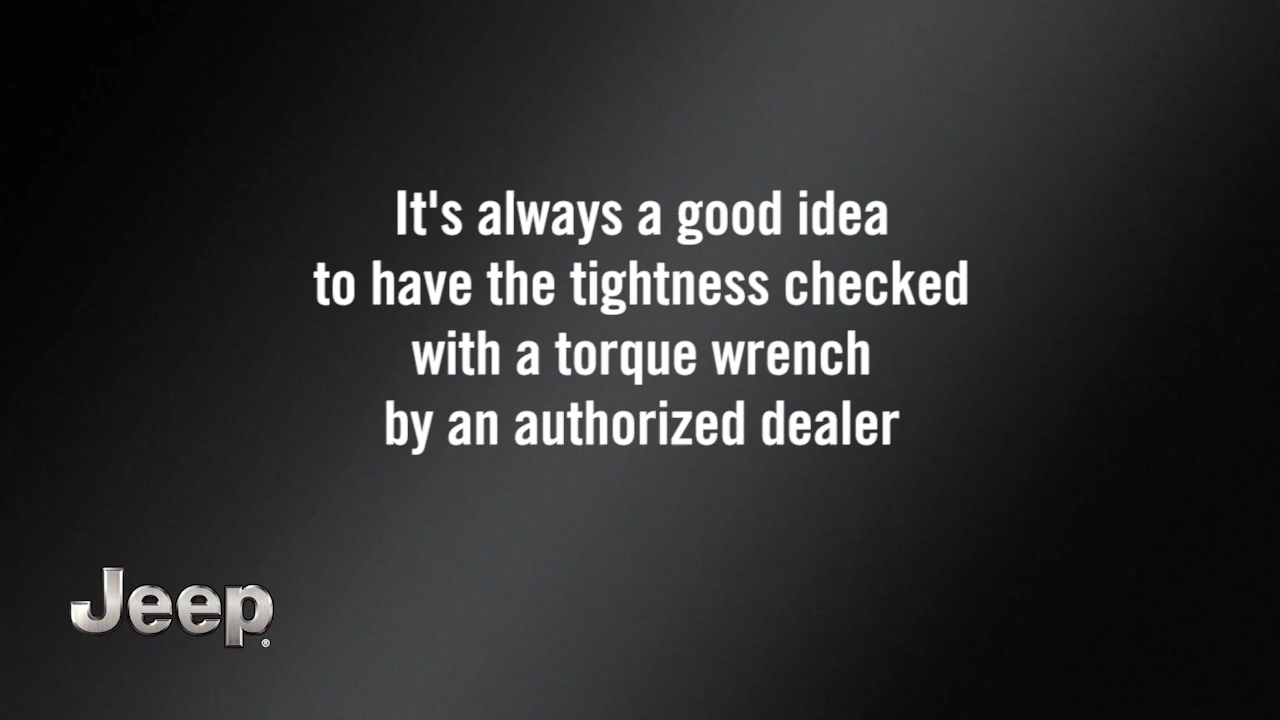 It's always a good idea
to have the tightness checked
with a torque wrench
by an authorized dealer
Jeep®